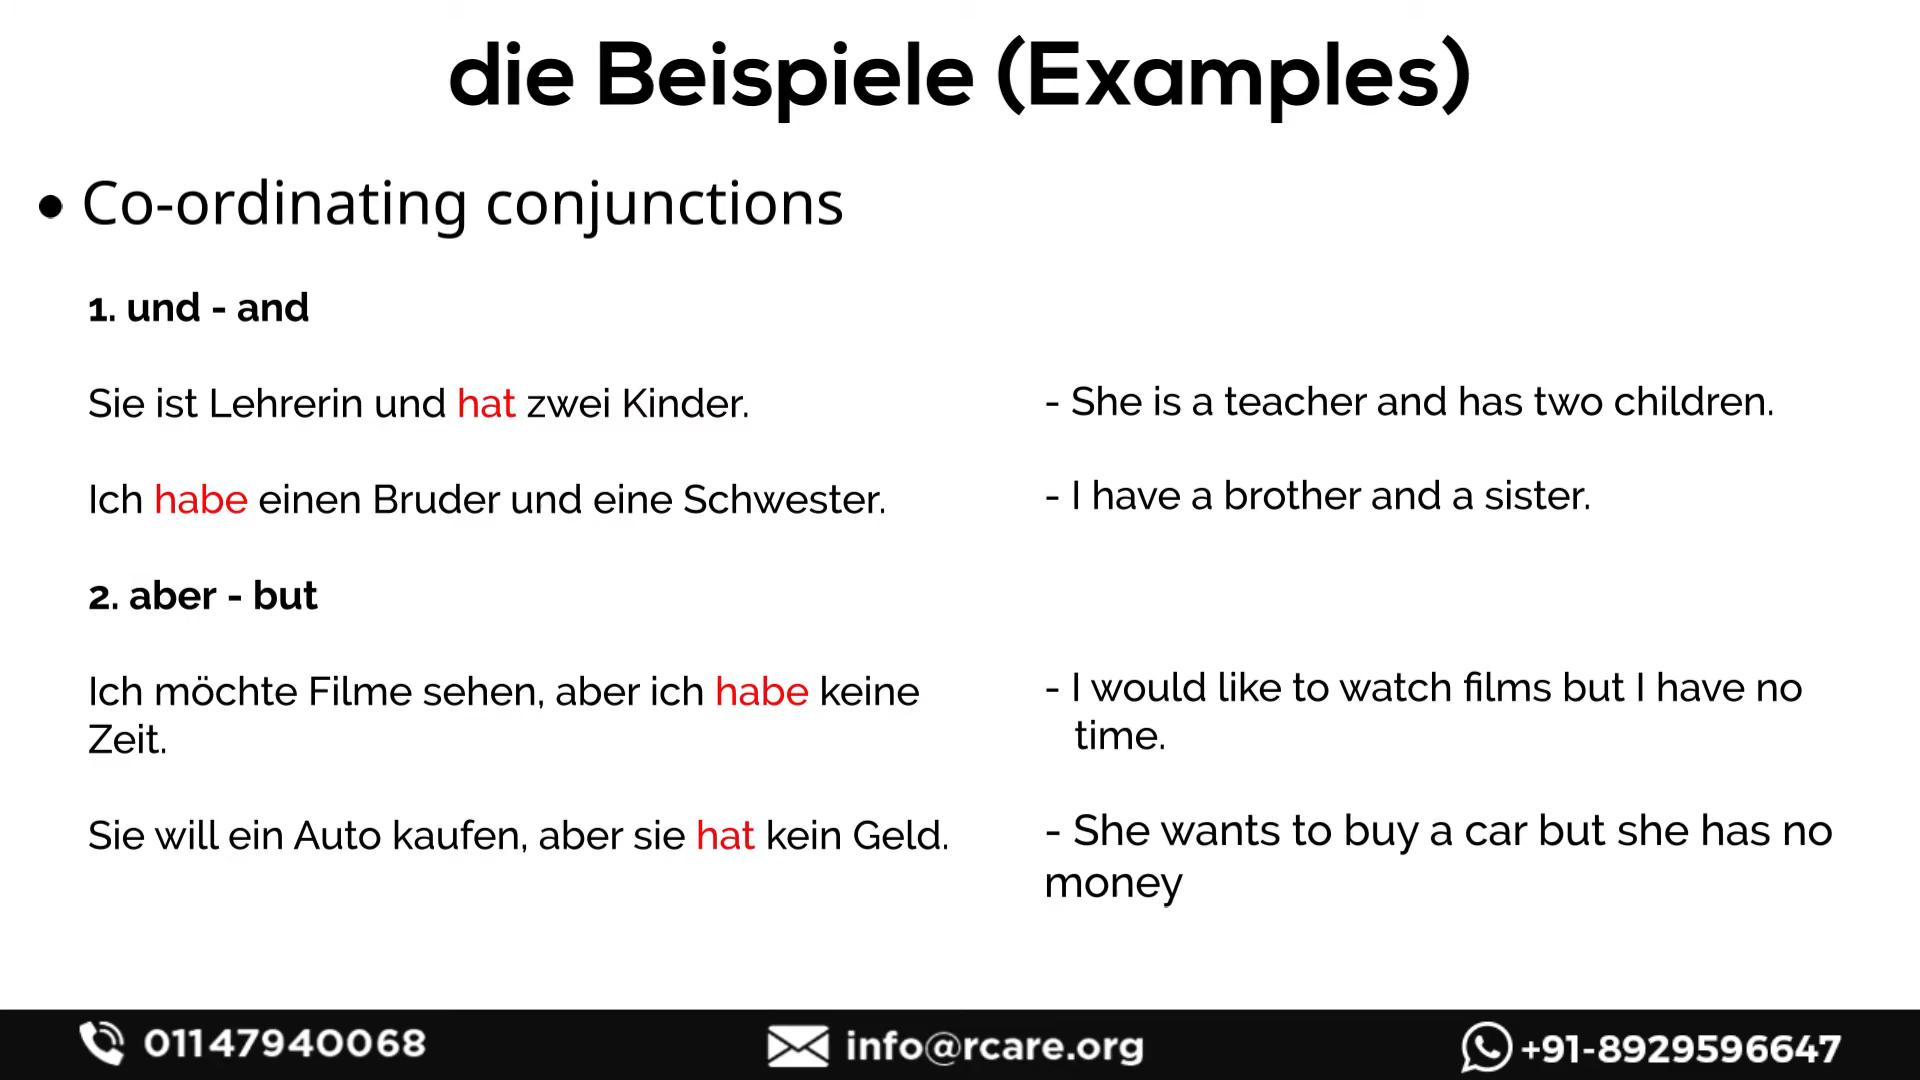 die Beispiele (Examples)
• Co-ordinating conjunctions
1. und - and
Sie ist Lehrerin und hat zwei Kinder.
- She is a teacher and has two children.
Ich habe einen Bruder und eine Schwester.
- I have a brother and a sister.
2. aber - but
Ich möchte Filme sehen, aber ich habe keine
Zeit.
- I would like to watch films but I have no
time.
Sie will ein Auto kaufen, aber sie hat kein Geld.
- She wants to buy a car but she has no
money
01147940068
info@rcare.org
+91-8929596647